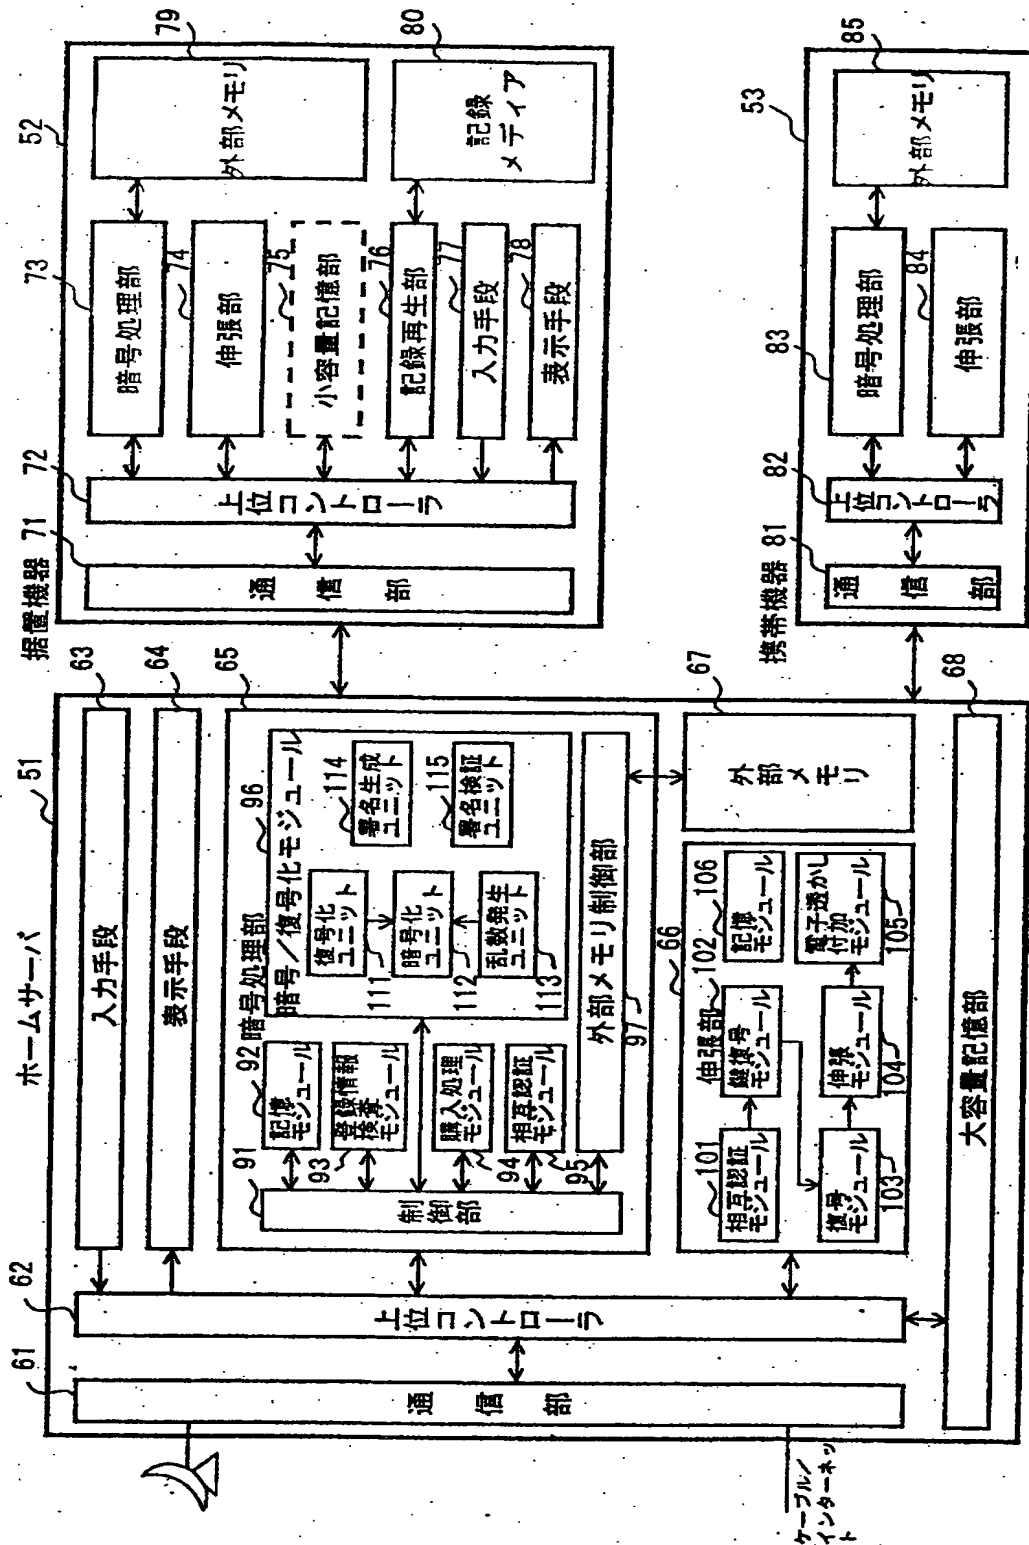 ホームサーバ
51
61
通信部
62
上位コントローラ
63
入力手段
64
表示手段
65
暗号処理部
91
制御部
92
記憶
モジュール
93
登録情報
検査
モジュール
94
購入処理
モジュール
95
相互認証
モジュール
96
暗号/復号化モジュール
復号化
ユニット
111
暗号化
ユニット
112
乱数発生
ユニット
113
114
署名生成
ユニット
115
署名検証
ユニット
外部メモリ制御部
97
66
伸張部
101
相互認証
モジュール
102
鍵復号
モジュール
復号
モジュール
103
伸張
モジュール
104
電子透かし
付加
モジュール
105
106
記憶
モジュール
67
外部
メモリ
68
大容量記憶部
ケーブル/
インターネッ
ト
据置機器
52
71
通信部
72
上位コントローラ
73
暗号処理部
74
伸張部
75
小容量記憶部
76
記録再生部
77
入力手段
78
表示手段
79
外部メモリ
80
記録
メディア
携帯機器
53
81
通信部
82
上位コントローラ
83
暗号処理部
84
伸張部
85
外部メモリ